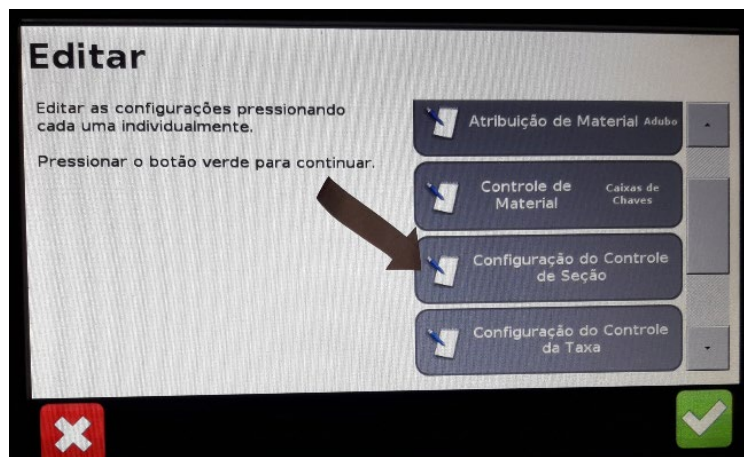 Editar
Editar as configurações pressionando
cada uma individualmente.
Pressionar o botão verde para continuar.
Atribuição de Material Adubo
Controle de
Material
Caixas de
Chaves
Configuração do Controle
de Seção
Configuração do Controle
da Taxa